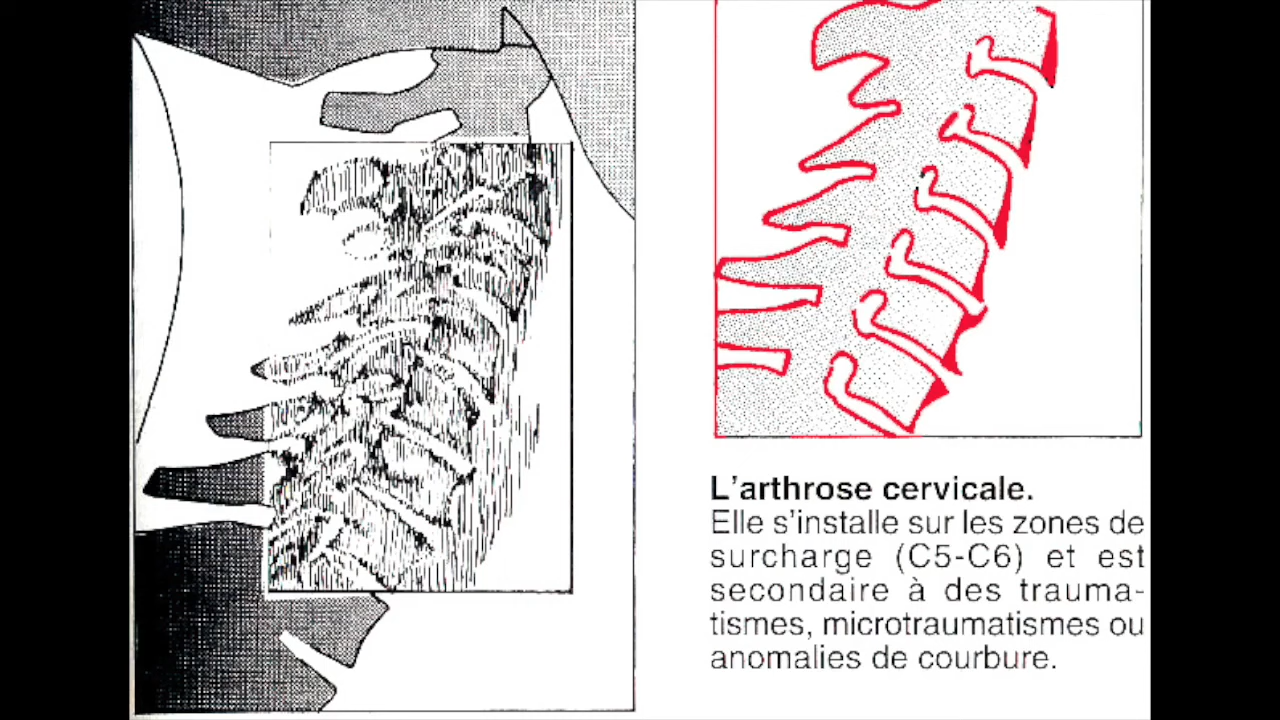 L'arthrose cervicale.
Elle s'installe sur les zones de
surcharge (C5-C6) et est
secondaire à des trauma-
tismes, microtraumatismes ou
anomalies de courbure.